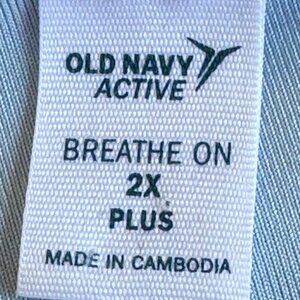 OLD NAVY
ACTIVE
BREATHE ON
2X
PLUS
MADE IN CAMBODIA